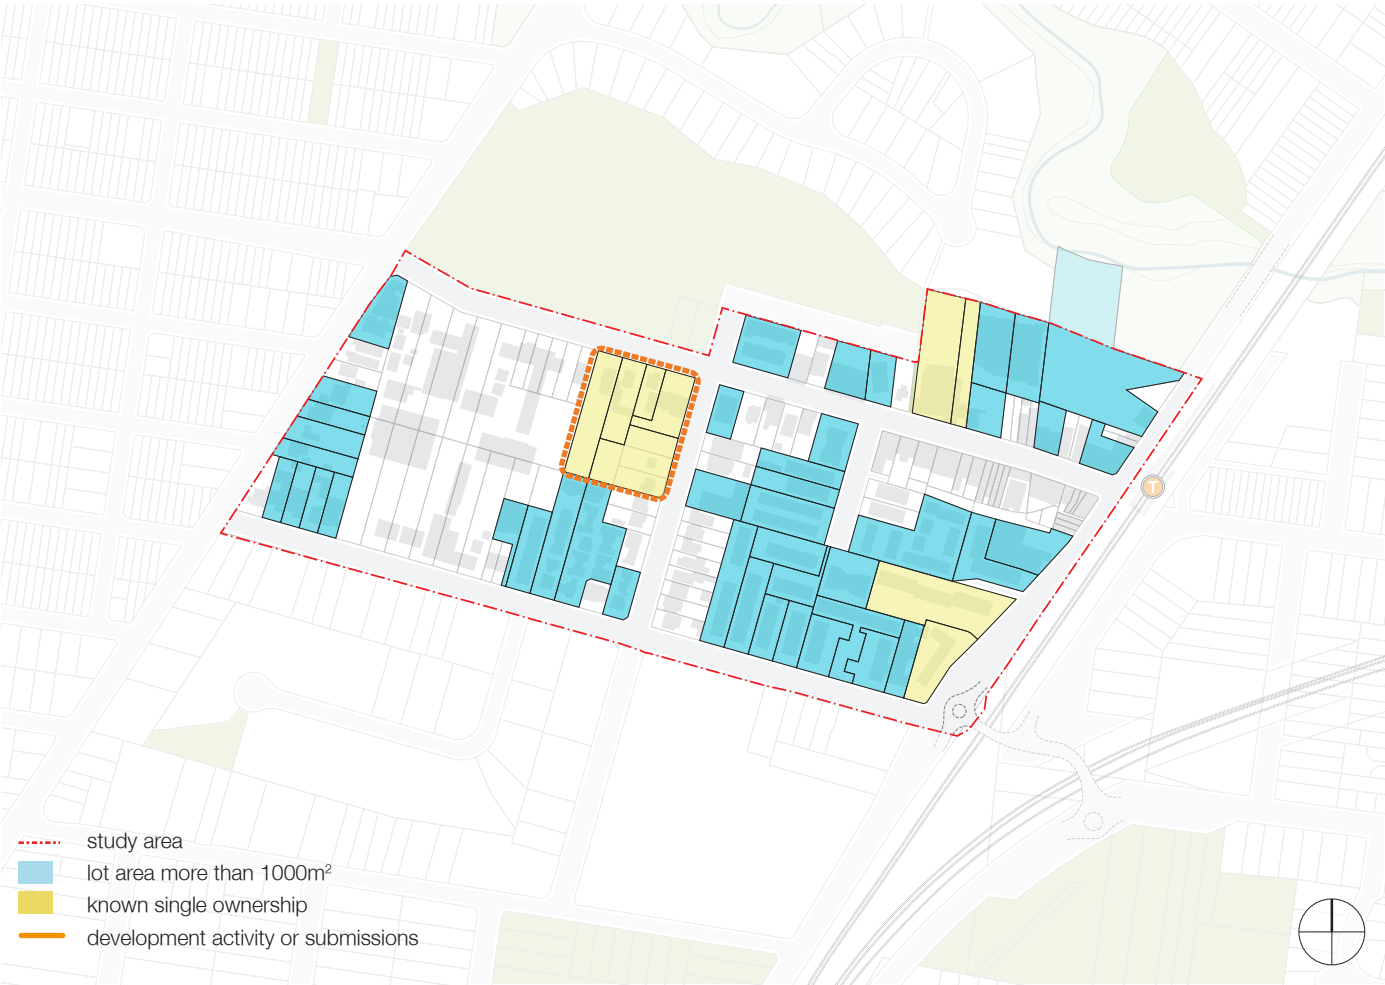 T
study area
lot area more than 1000m²
known single ownership
development activity or submissions